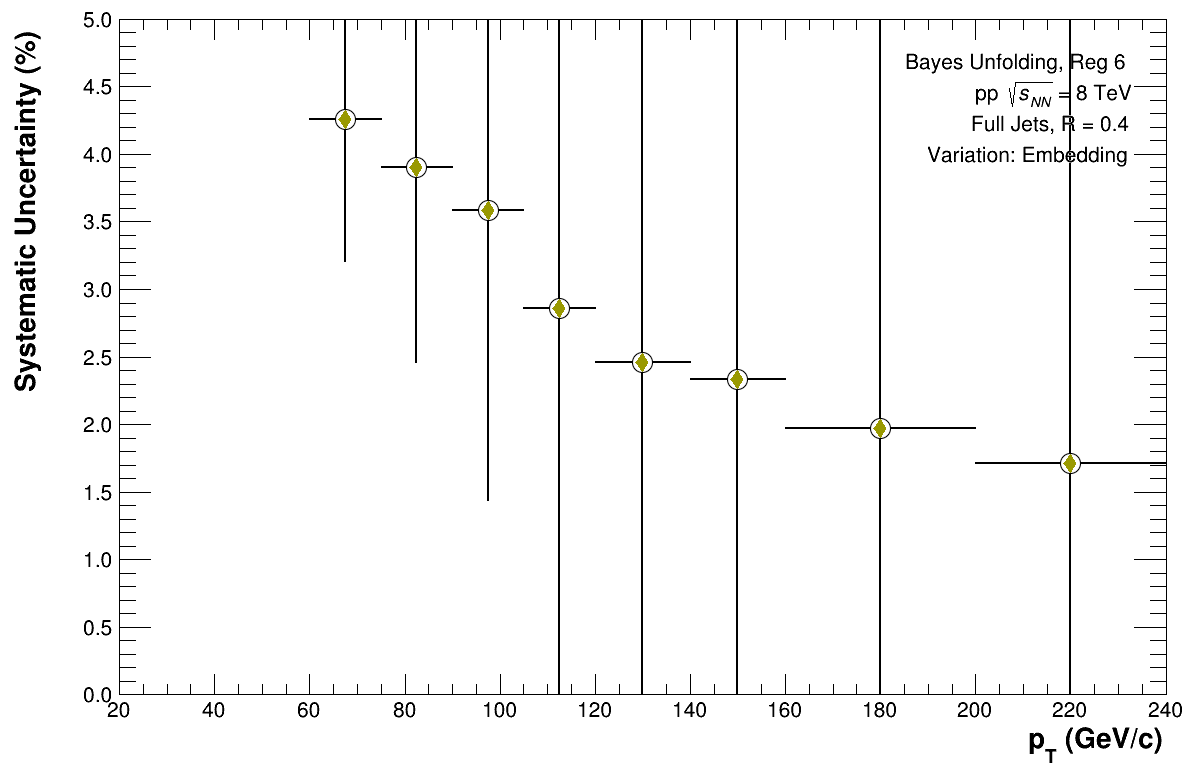 Systematic Uncertainty (%)
5.0
4.5
4.0
3.5
3.0
2.5
2.0
1.5
1.0
0.5
0.0
Bayes Unfolding, Reg 6
pp √s_NN = 8 TeV
Full Jets, R = 0.4
Variation: Embedding
20 40 60 80 100 120 140 160 180 200 220 240
p_T (GeV/c)